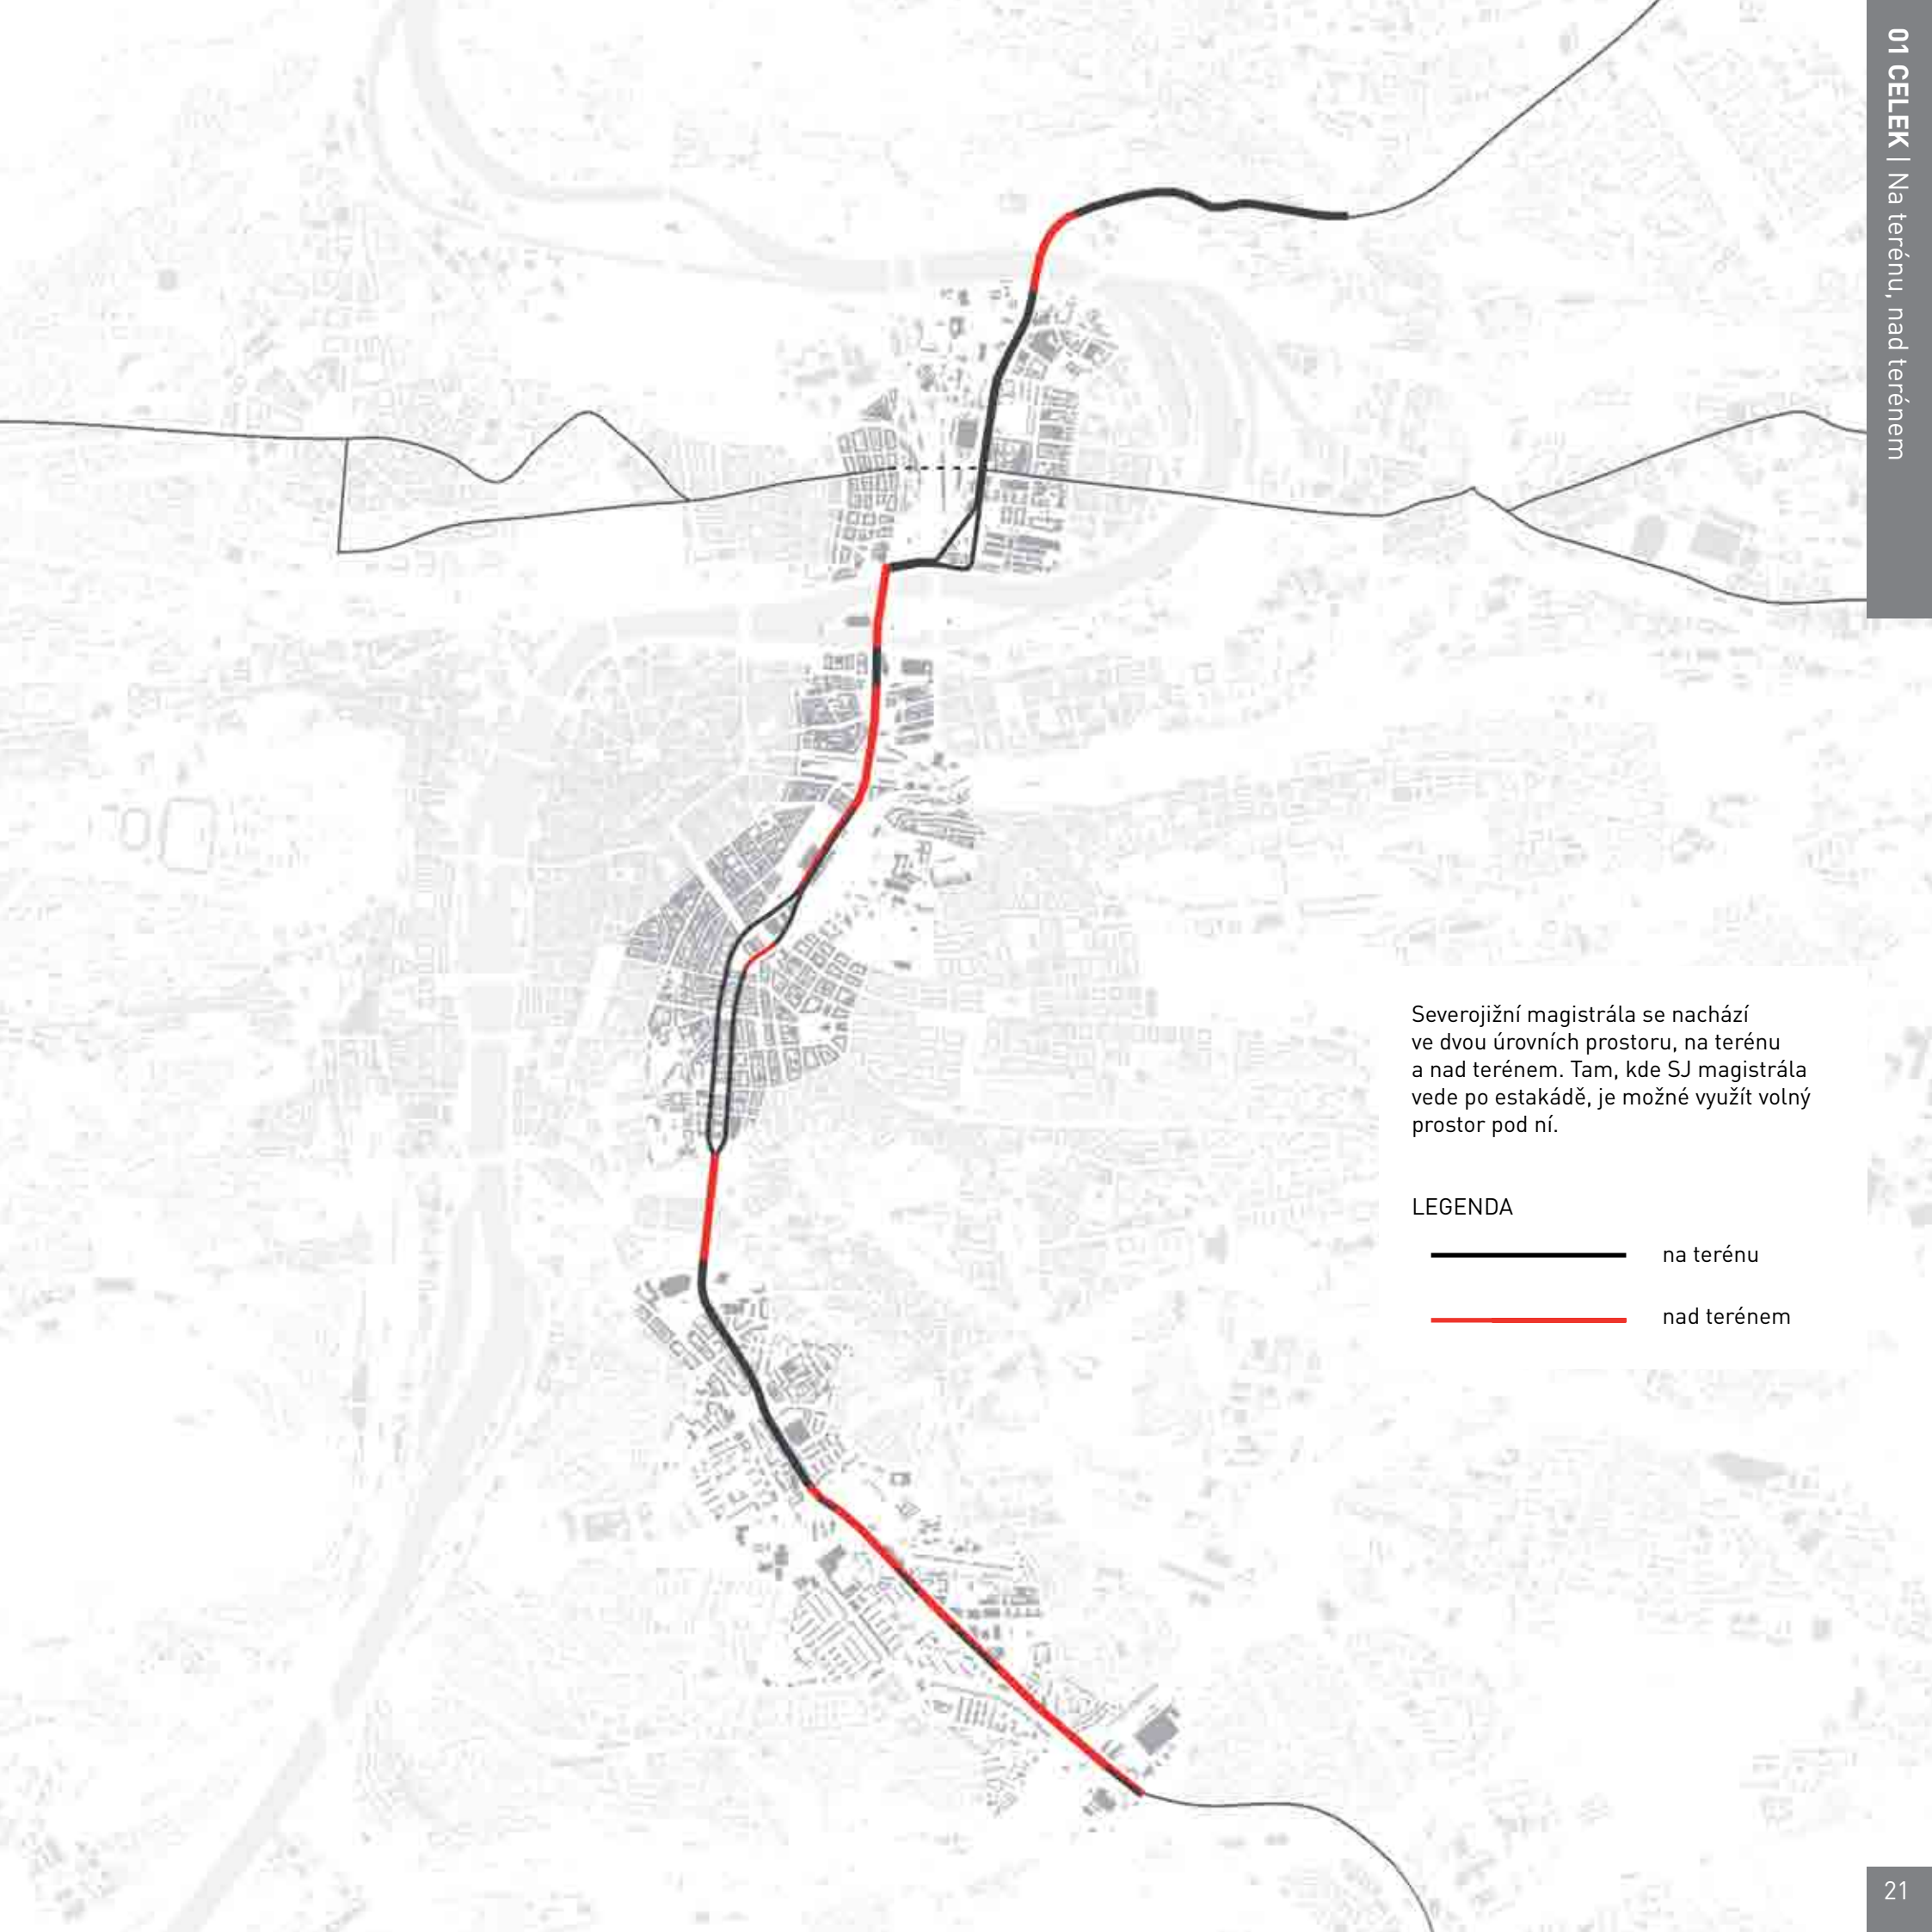 01 CELEK | Na terénu, nad terénem
Severojižní magistrála se nachází
ve dvou úrovních prostoru, na terénu
a nad terénem. Tam, kde SJ magistrála
vede po estakádě, je možné využít volný
prostor pod ní.
LEGENDA
na terénu
nad terénem
21